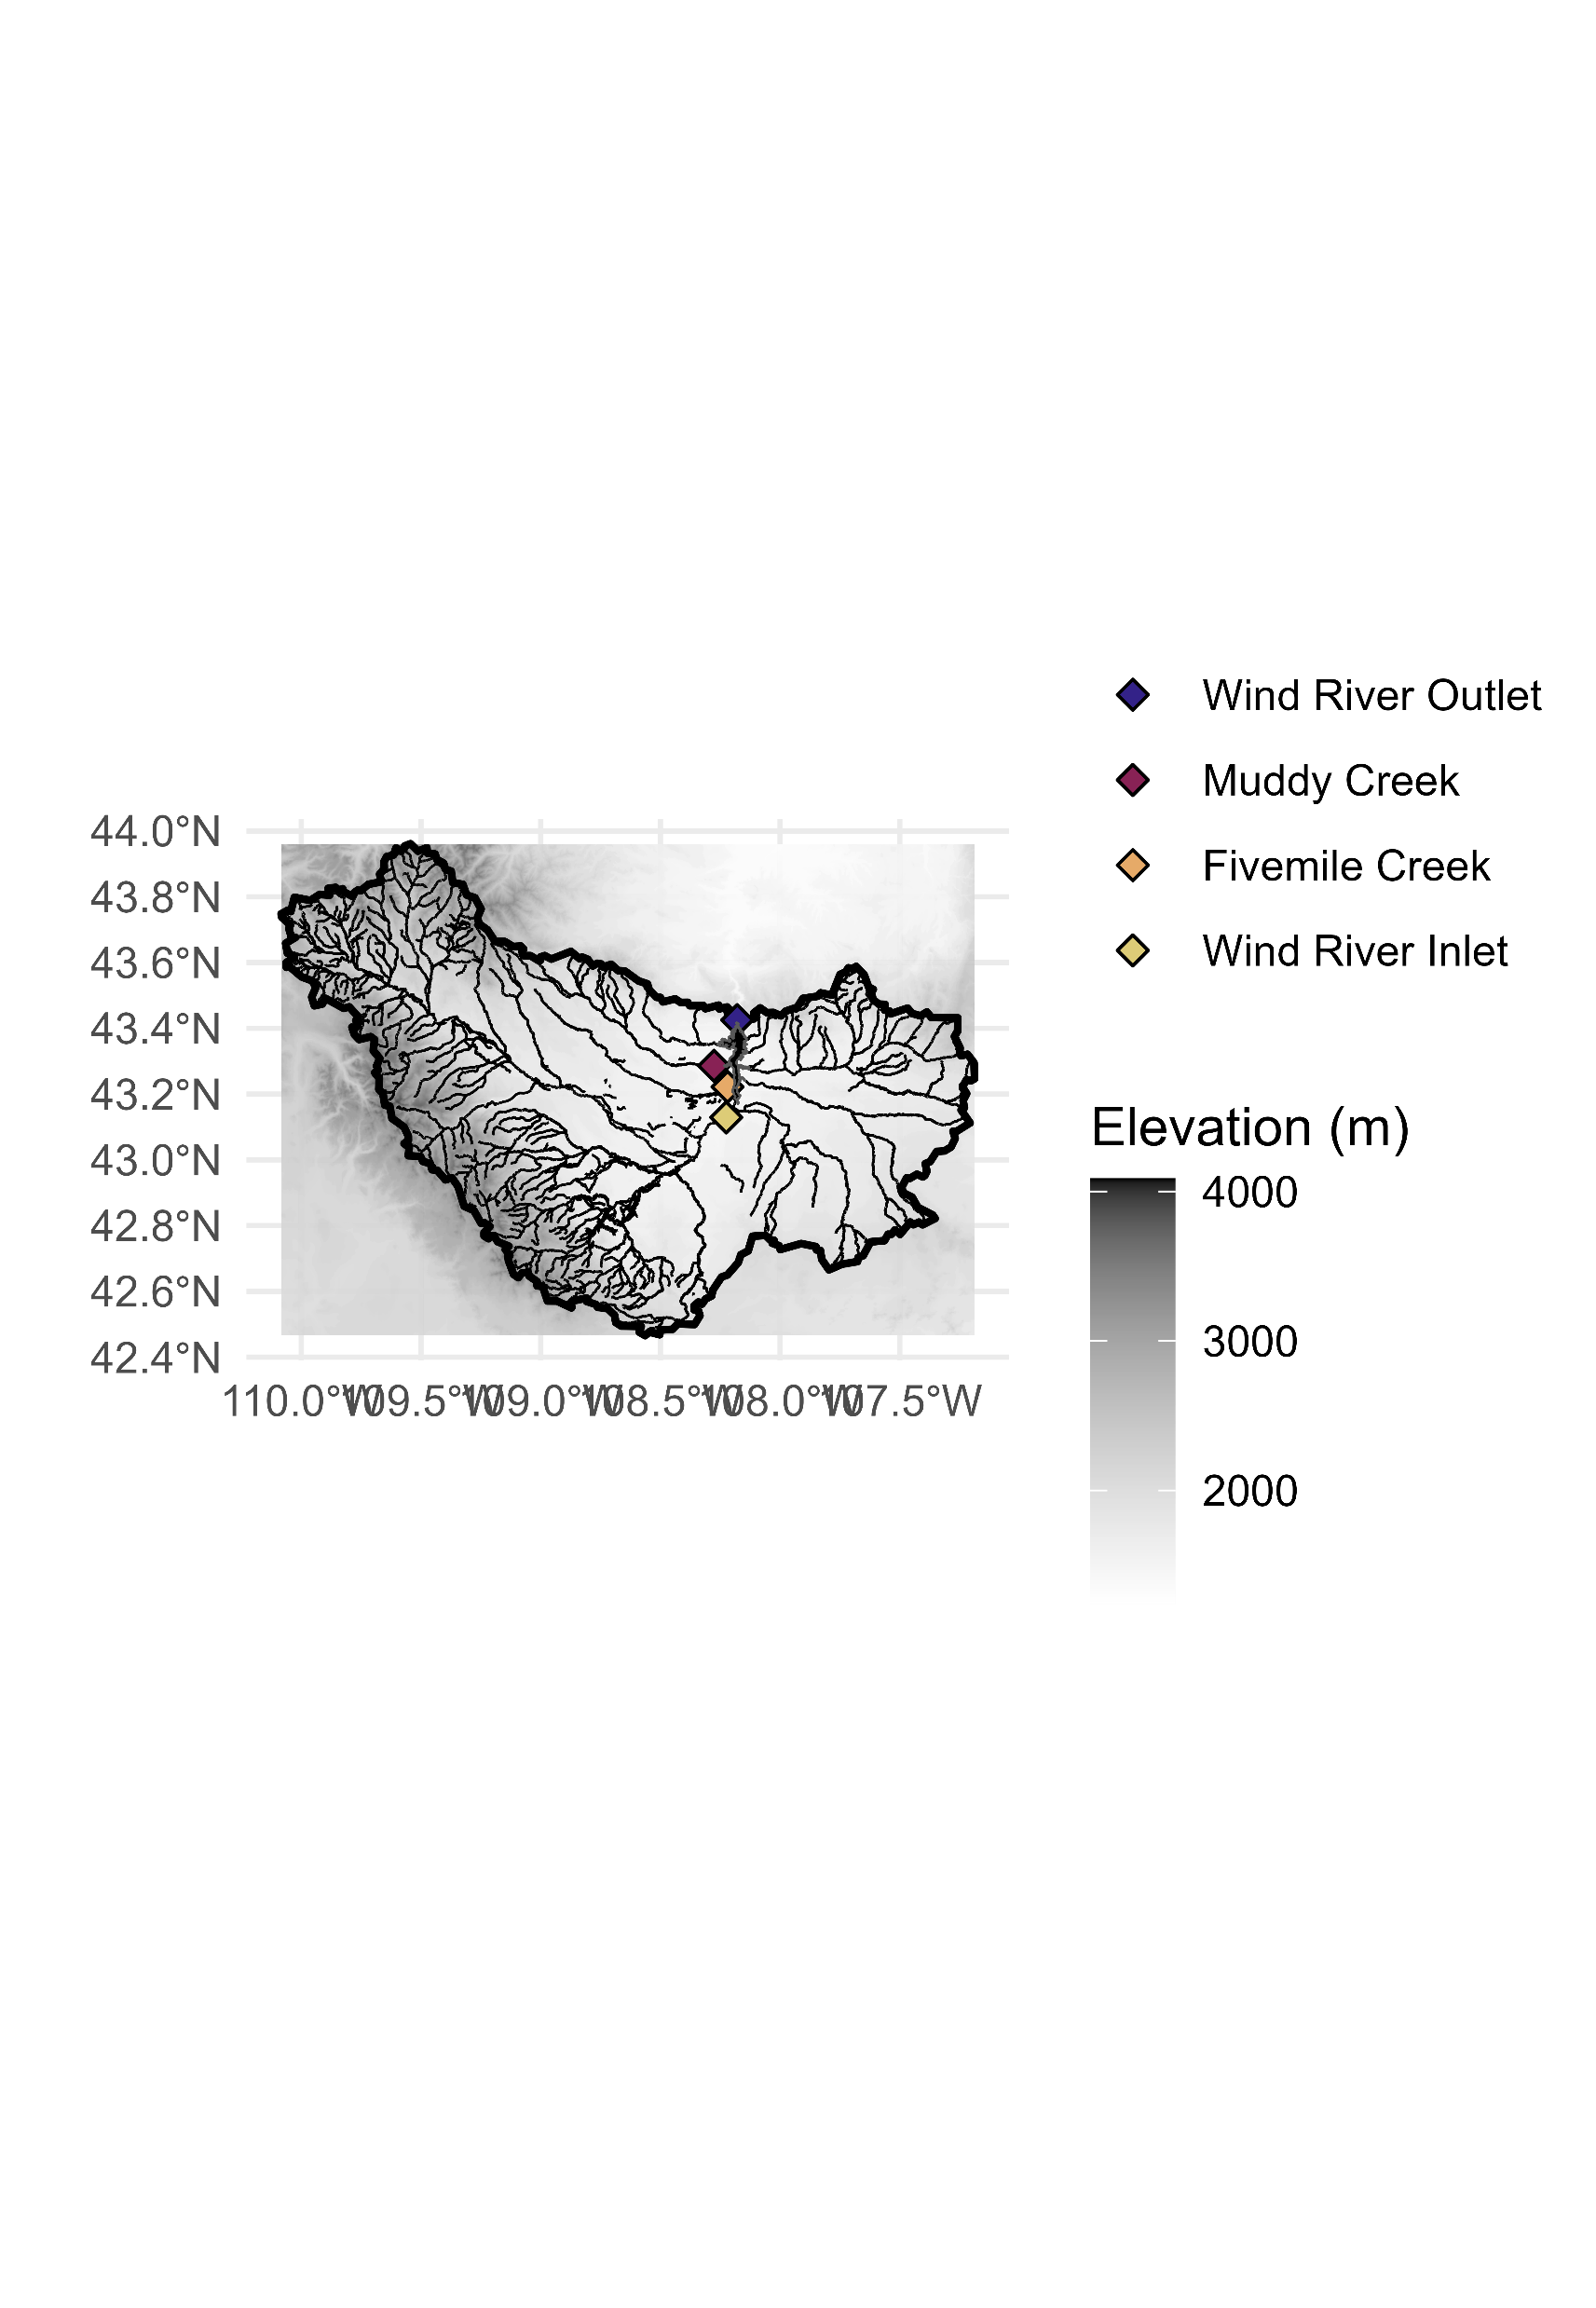 Wind River Outlet
Muddy Creek
Fivemile Creek
Wind River Inlet
44.0°N
43.8°N
43.6°N
43.4°N
43.2°N
43.0°N
42.8°N
42.6°N
42.4°N
110.0°W 109.5°W 109.0°W 108.5°W 108.0°W 107.5°W
Elevation (m)
4000
3000
2000